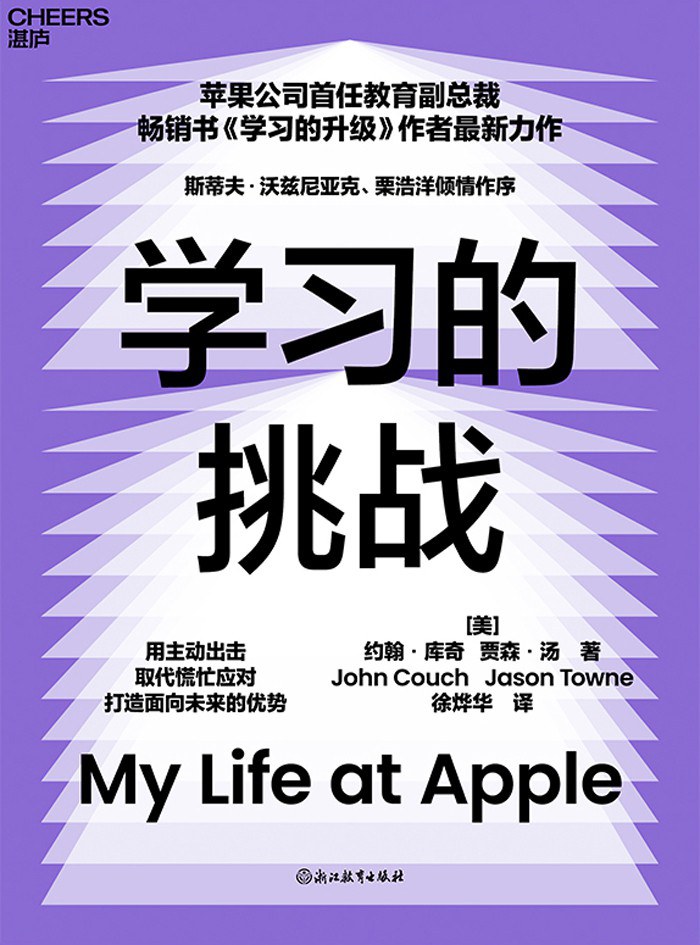 CHEERS
湛庐
苹果公司首任教育副总裁
畅销书《学习的升级》作者最新力作
斯蒂夫·沃兹尼亚克、栗浩洋倾情作序
学习的
挑战
用主动出击
取代慌忙应对
打造面向未来的优势
[美]
约翰·库奇 贾森·汤 著
John Couch Jason Towne
徐烨华 译
My Life at Apple
浙江教育出版社